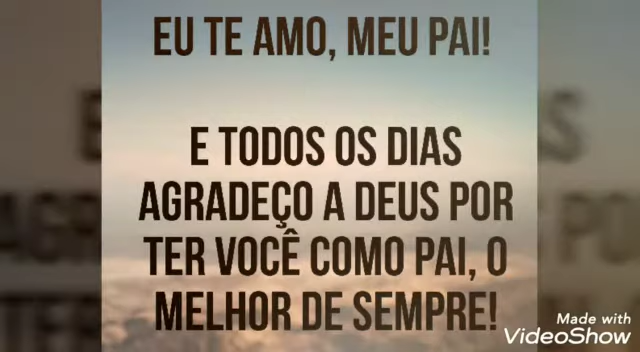 EU TE AMO, MEU PAI!
E TODOS OS DIAS
AGRADEÇO A DEUS POR
TER VOCÊ COMO PAI, O
MELHOR DE SEMPRE!
Made with
VideoShow